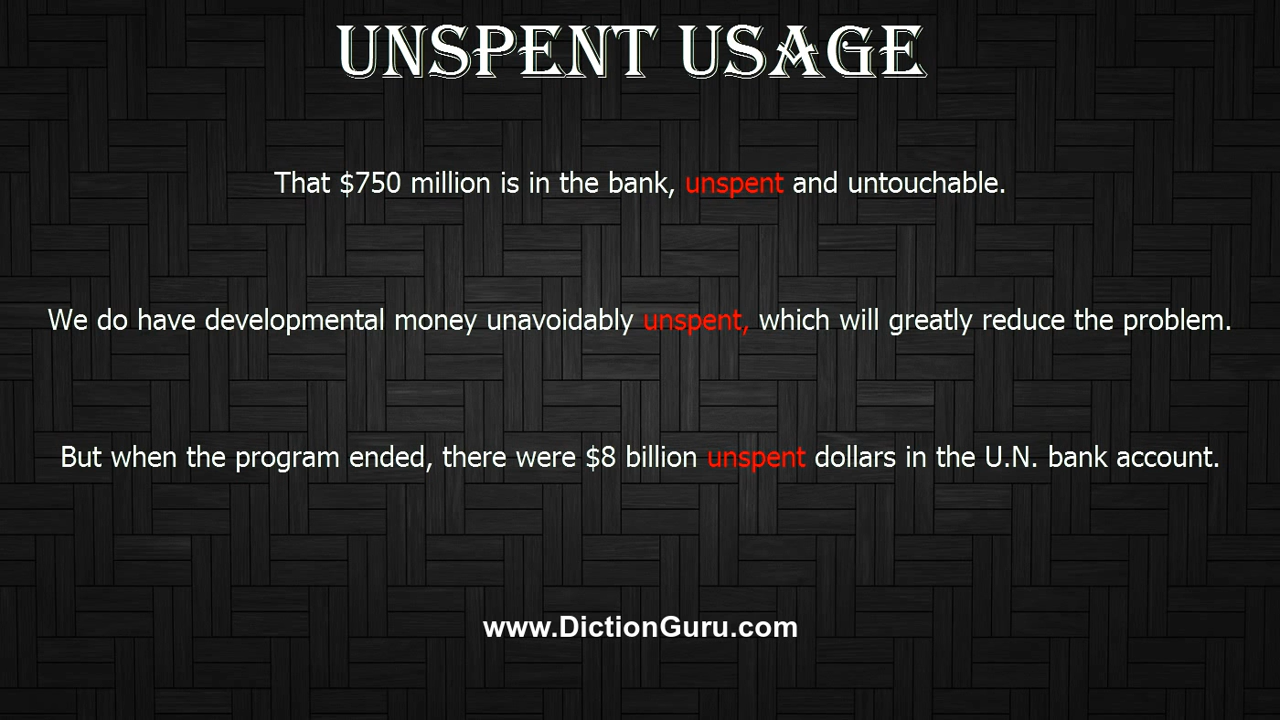 UNSPENT USAGE
That $750 million is in the bank, unspent and untouchable.
We do have developmental money unavoidably unspent, which will greatly reduce the problem.
But when the program ended, there were $8 billion unspent dollars in the U.N. bank account.
www.DictionGuru.com